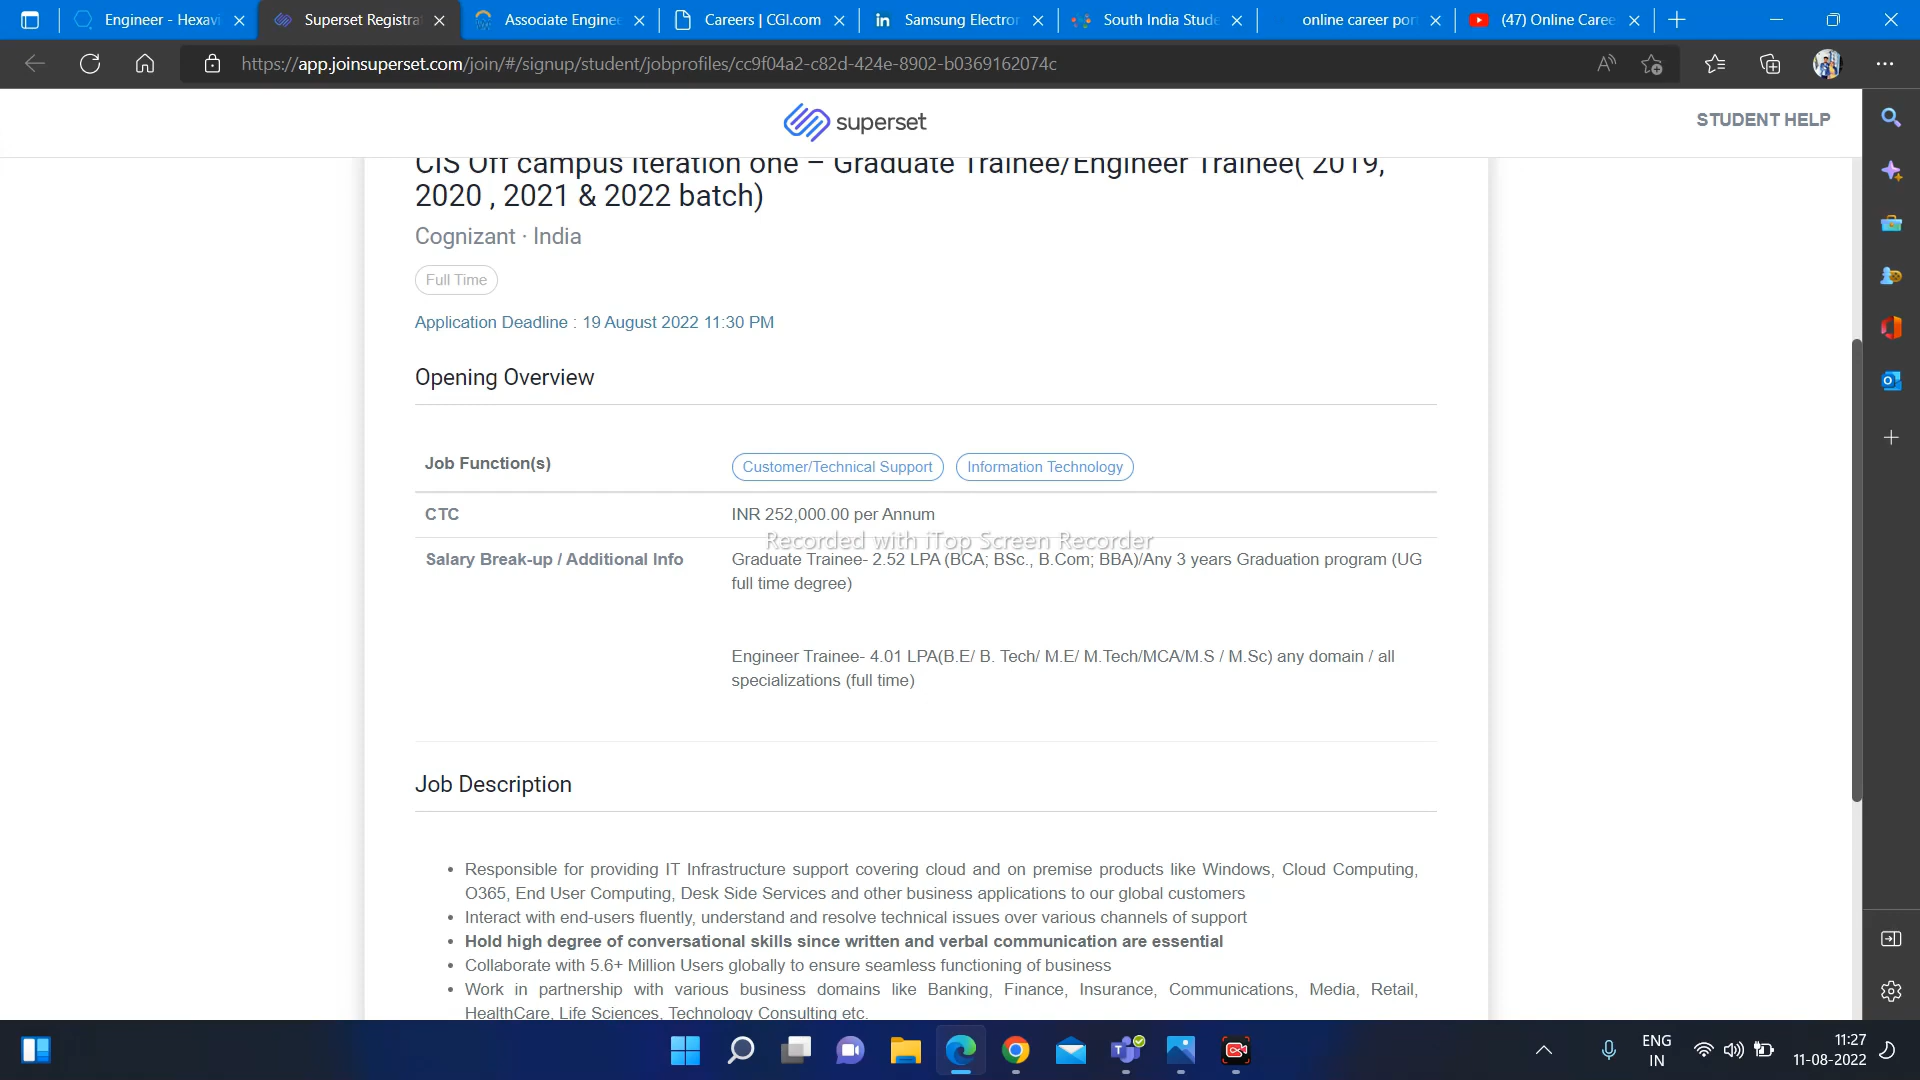 Engineer - Hexavi
Superset Registrat
Associate Enginee
Careers | CGI.com
Samsung Electron
South India Stude
online career por
(47) Online Caree
https://app.joinsuperset.com/join/#/signup/student/jobprofiles/cc9f04a2-c82d-424e-8902-b0369162074c
superset
STUDENT HELP
CIS Off campus Iteration one – Graduate Trainee/Engineer Trainee( 2019,
2020 , 2021 & 2022 batch)
Cognizant · India
Full Time
Application Deadline : 19 August 2022 11:30 PM
Opening Overview
Job Function(s)
Customer/Technical Support
Information Technology
CTC
INR 252,000.00 per Annum
Recorded with iTop Screen Recorder
Salary Break-up / Additional Info
Graduate Trainee- 2.52 LPA (BCA; BSc., B.Com; BBA)/Any 3 years Graduation program (UG
full time degree)
Engineer Trainee- 4.01 LPA(B.E/ B. Tech/ M.E/ M.Tech/MCA/M.S / M.Sc) any domain / all
specializations (full time)
Job Description
• Responsible for providing IT Infrastructure support covering cloud and on premise products like Windows, Cloud Computing,
O365, End User Computing, Desk Side Services and other business applications to our global customers
• Interact with end-users fluently, understand and resolve technical issues over various channels of support
• Hold high degree of conversational skills since written and verbal communication are essential
• Collaborate with 5.6+ Million Users globally to ensure seamless functioning of business
• Work in partnership with various business domains like Banking, Finance, Insurance, Communications, Media, Retail,
HealthCare, Life Sciences, Technology Consulting etc.
ENG
IN
11:27
11-08-2022